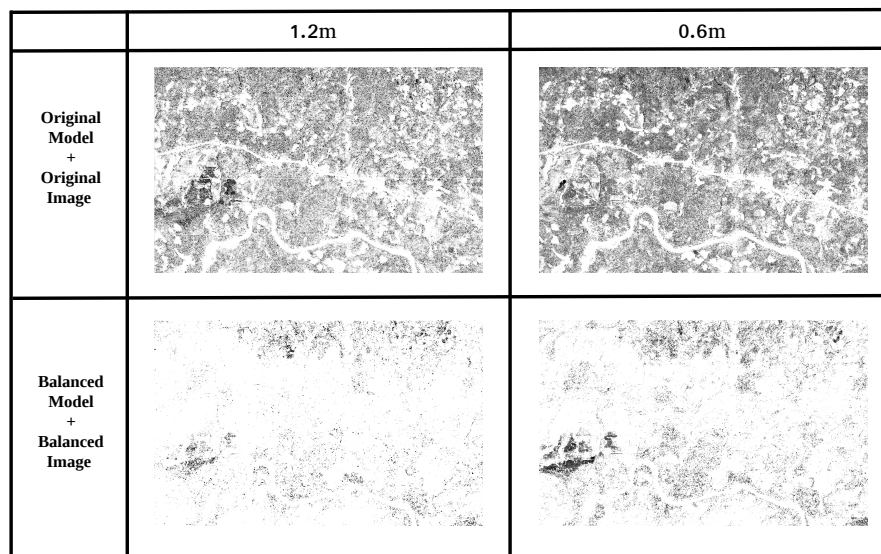 1.2m
0.6m
Original
Model
+
Original
Image
Balanced
Model
+
Balanced
Image